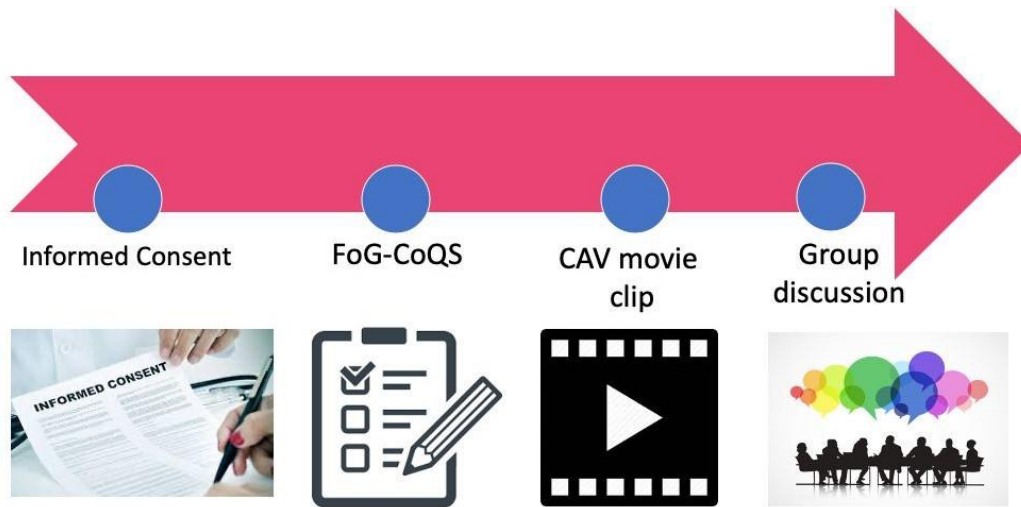 Informed Consent
FoG-CoQS
CAV movie
clip
Group
discussion
INFORMED CONSENT